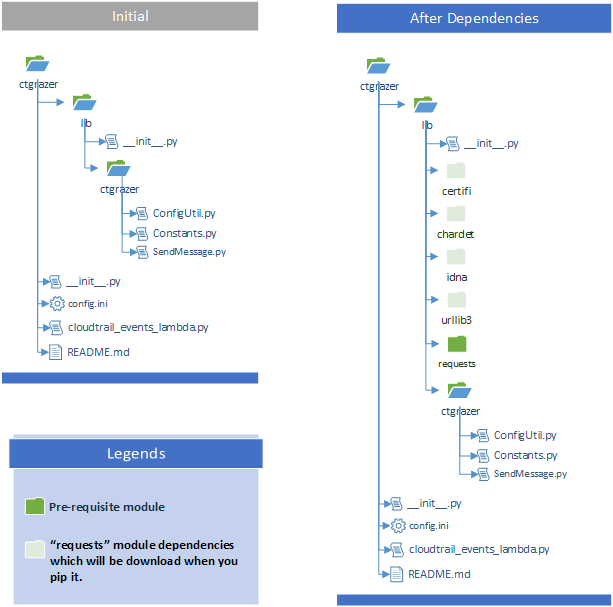 Initial
ctgrazer
lib
__init__.py
ctgrazer
ConfigUtil.py
Constants.py
SendMessage.py
__init__.py
config.ini
cloudtrail_events_lambda.py
README.md
Legends
Pre-requisite module
“requests” module dependencies
which will be download when you
pip it.
After Dependencies
ctgrazer
lib
__init__.py
certifi
chardet
idna
urllib3
requests
ctgrazer
ConfigUtil.py
Constants.py
SendMessage.py
__init__.py
config.ini
cloudtrail_events_lambda.py
README.md